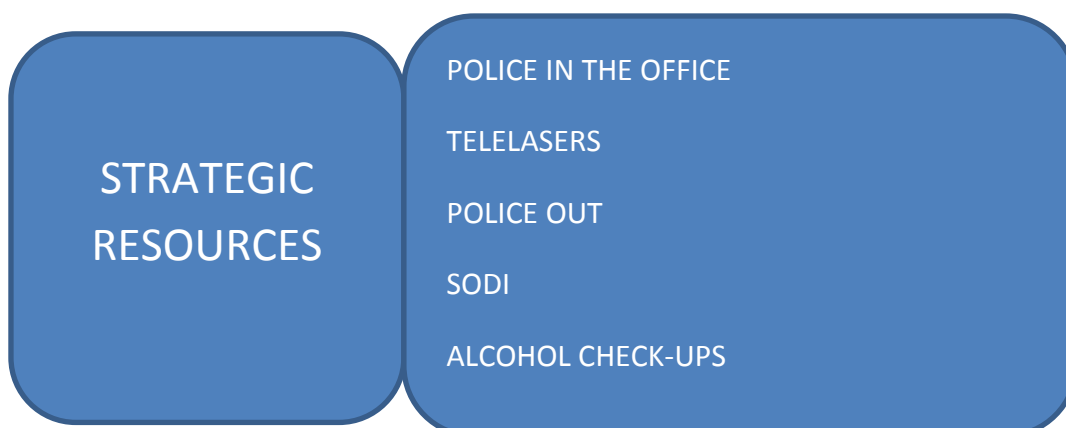 STRATEGIC
RESOURCES
POLICE IN THE OFFICE
TELELASERS
POLICE OUT
SODI
ALCOHOL CHECK-UPS